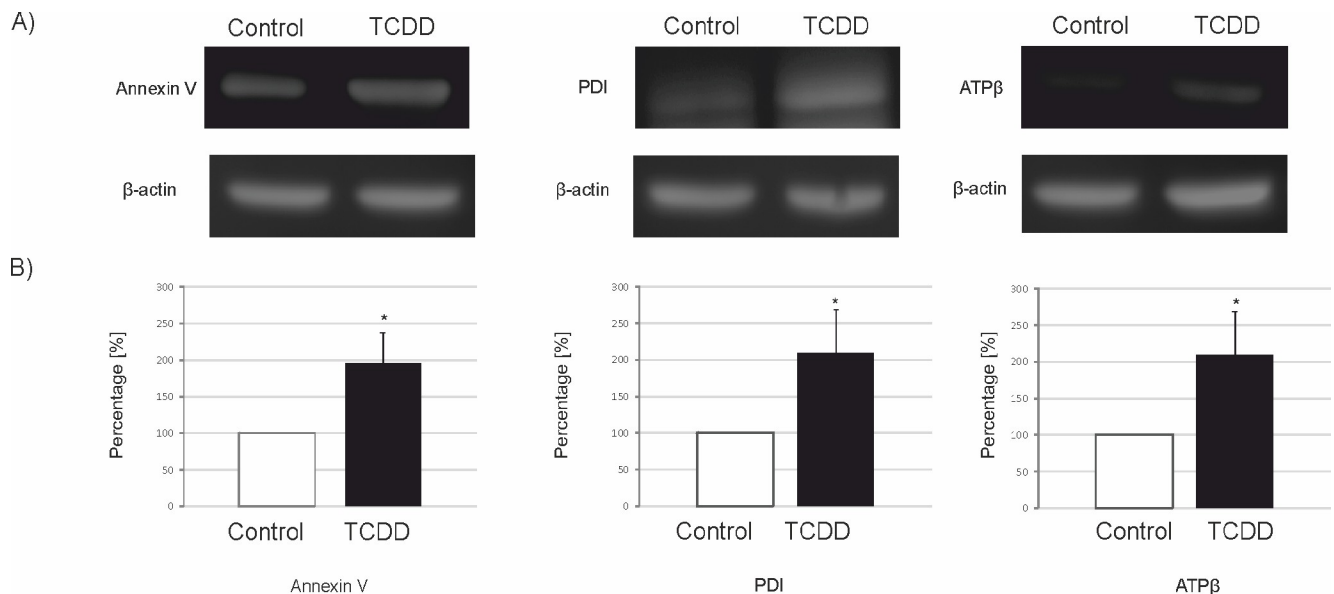 A)
Control TCDD
Control TCDD
Control TCDD
Annexin V
PDI
ATPβ
β-actin
β-actin
β-actin
B)
Percentage [%]
300
250
200
150
100
50
0
*
Control TCDD
Annexin V
Percentage [%]
300
250
200
150
100
50
0
*
Control TCDD
PDI
Percentage [%]
300
250
200
150
100
50
0
*
Control TCDD
ATPβ